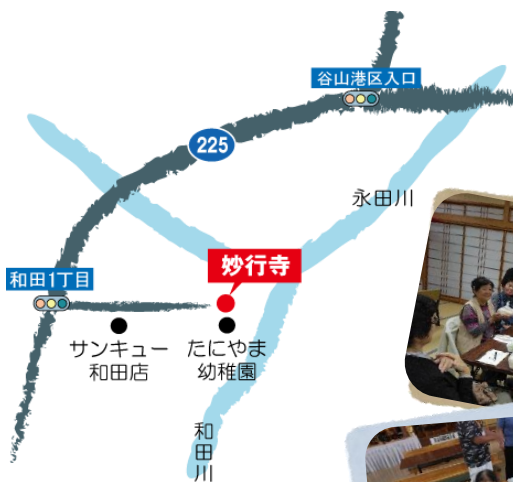 谷山港区入口
225
永田川
妙行寺
和田1丁目
サンキュー
和田店
たにやま
幼稚園
和田川